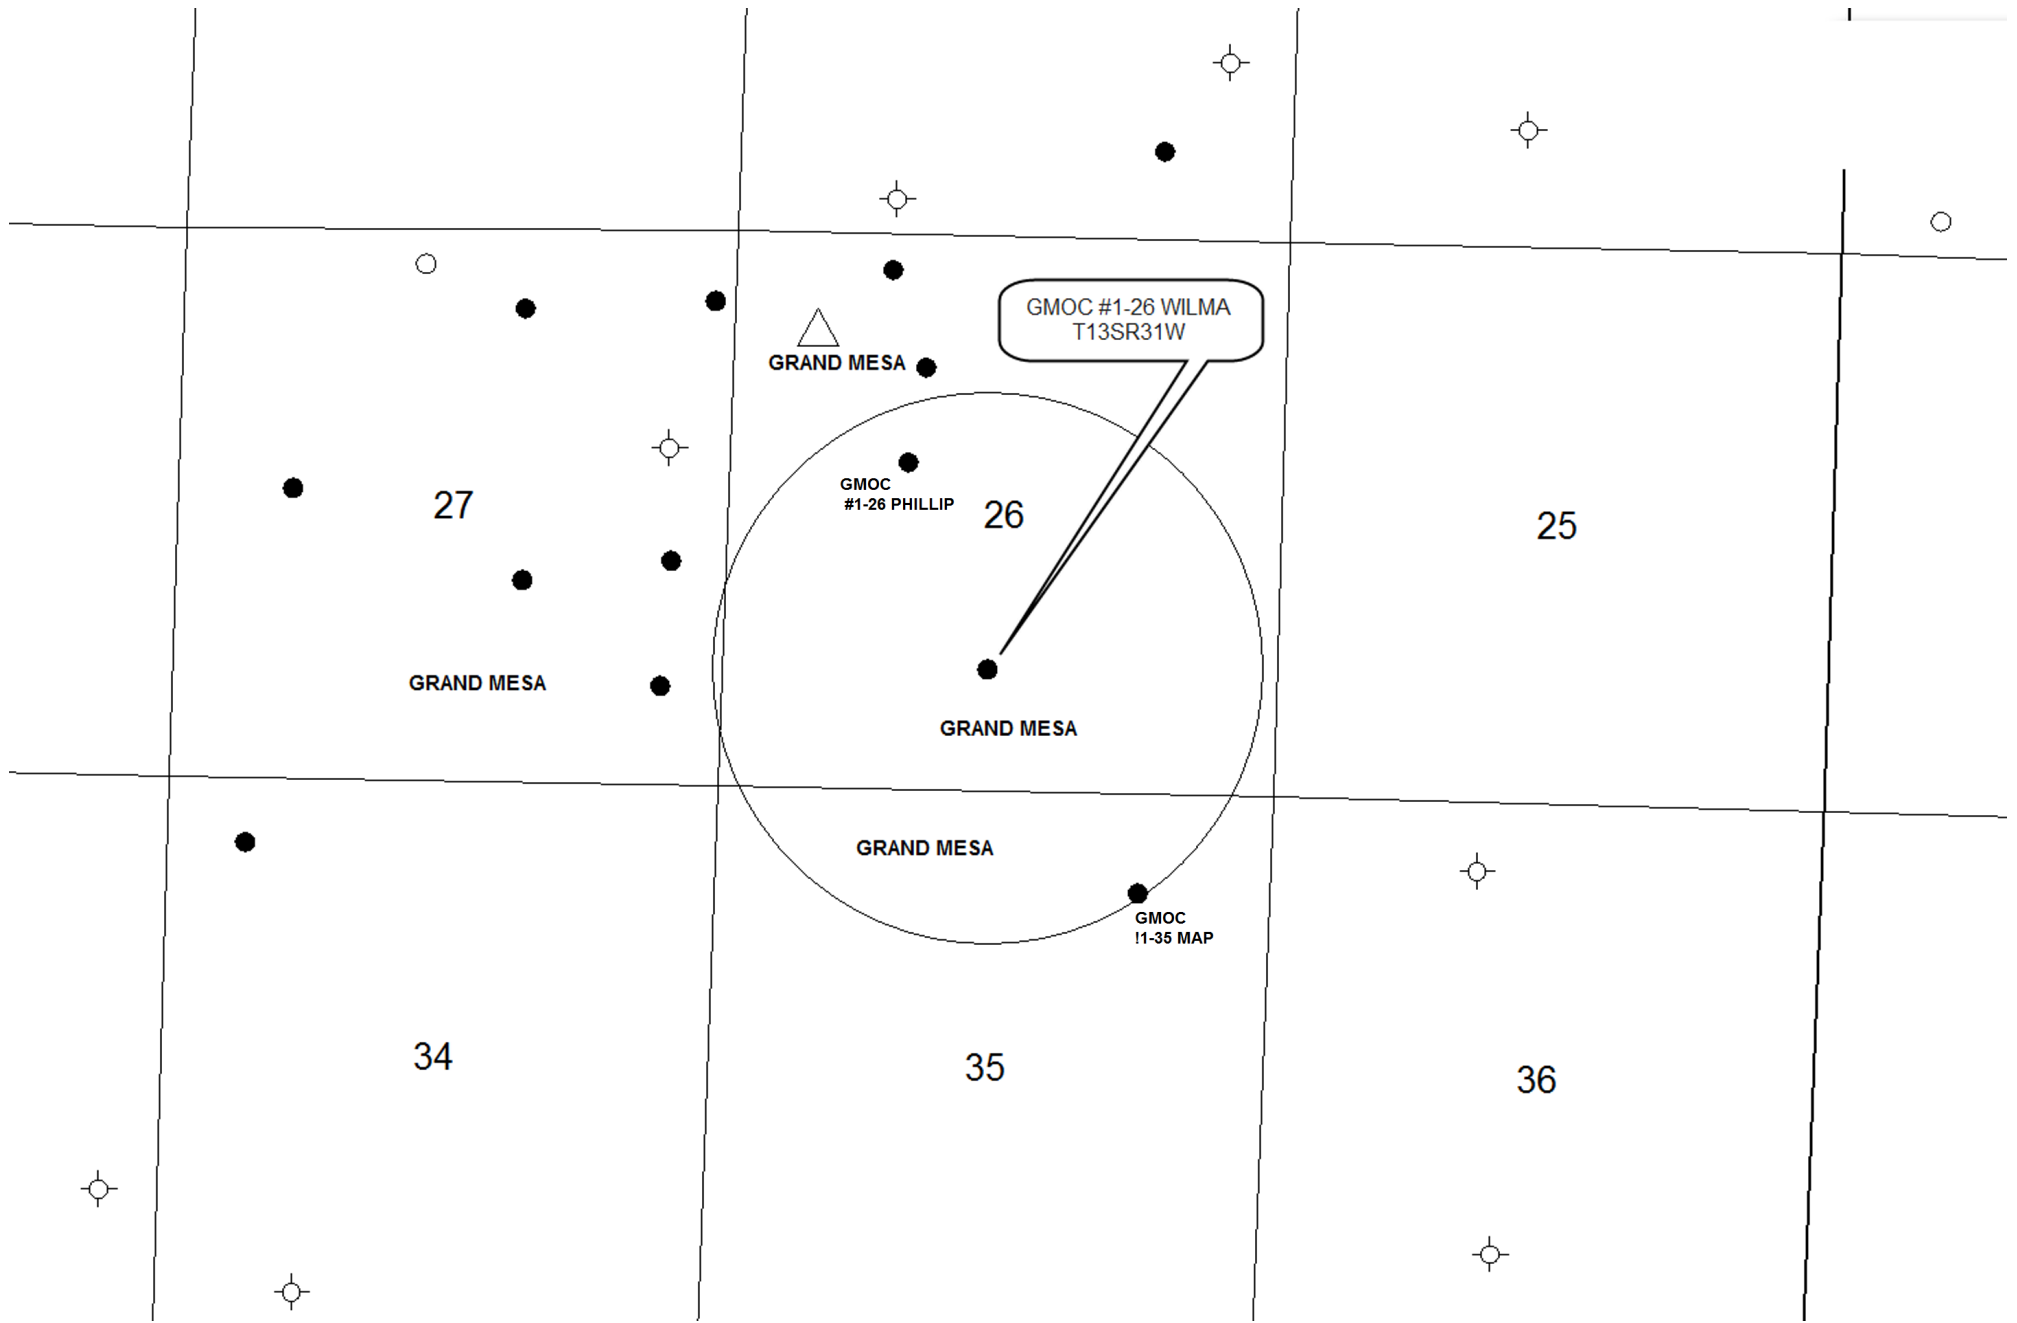 GMOC #1-26 WILMA
T13SR31W
GRAND MESA
GMOC
#1-26 PHILLIP
27
26
25
GRAND MESA
GRAND MESA
GRAND MESA
GMOC
!1-35 MAP
34
35
36